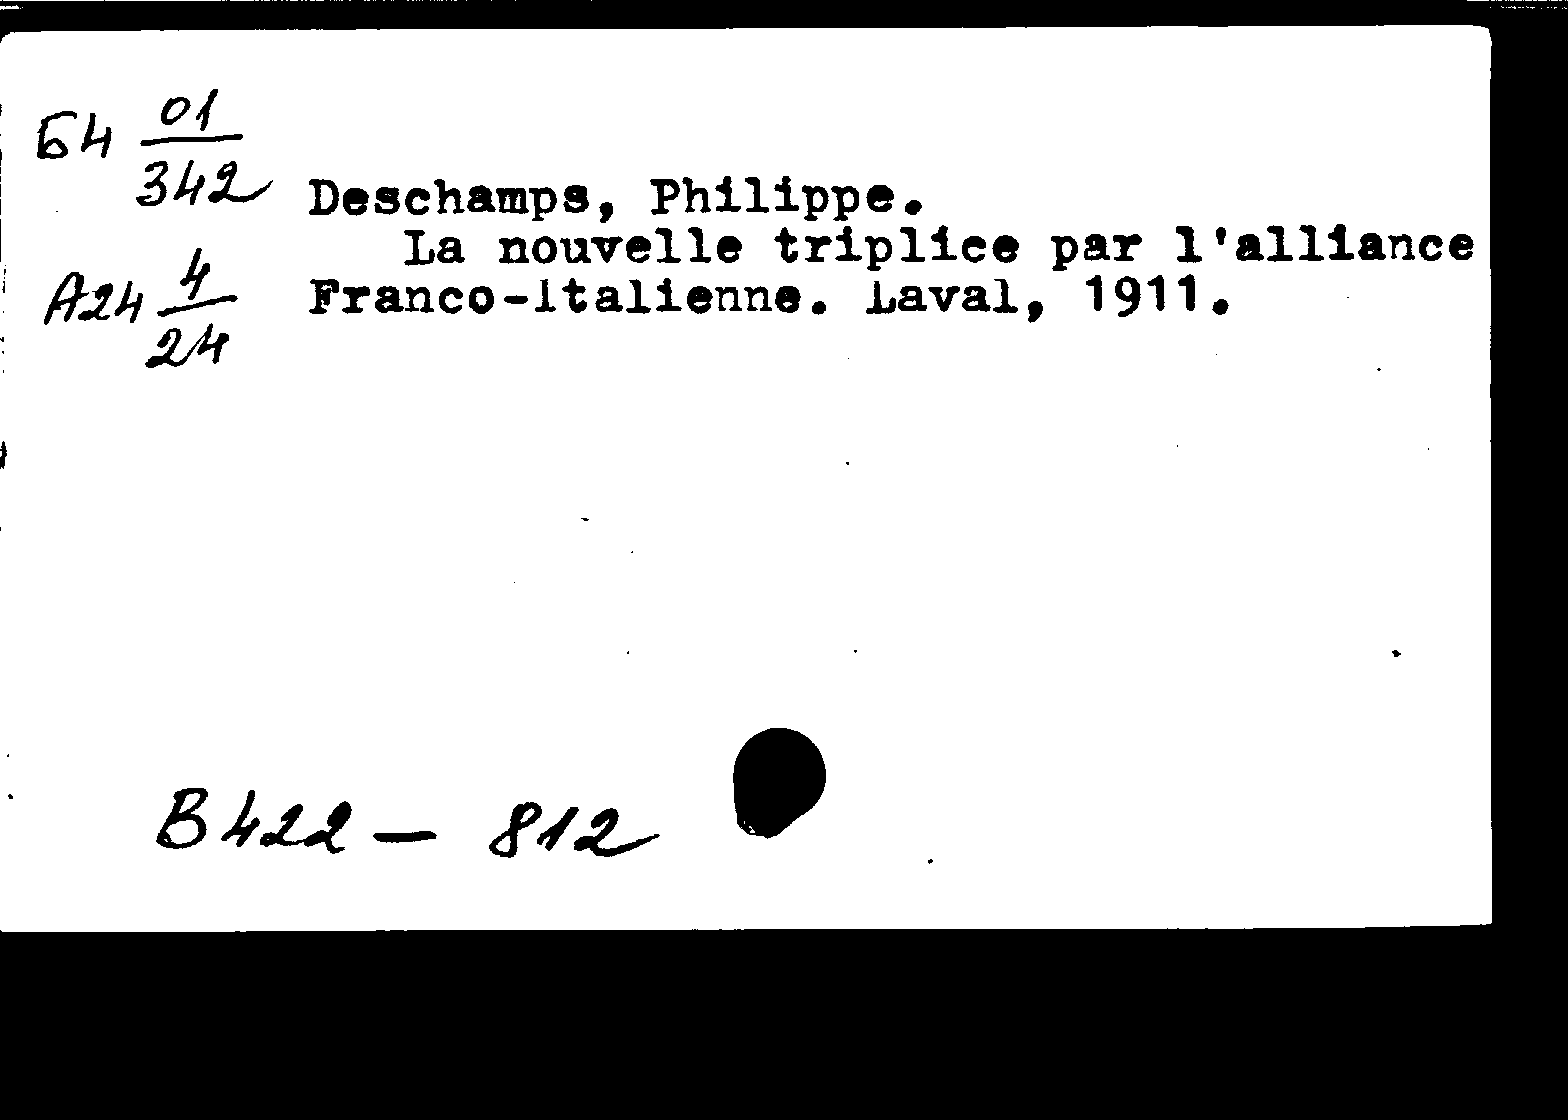 Б4 01/342
Deschamps, Philippe.
La nouvelle triplice par l'alliance
A24 4/24
Franco-italienne. Laval, 1911.
B422 — 812